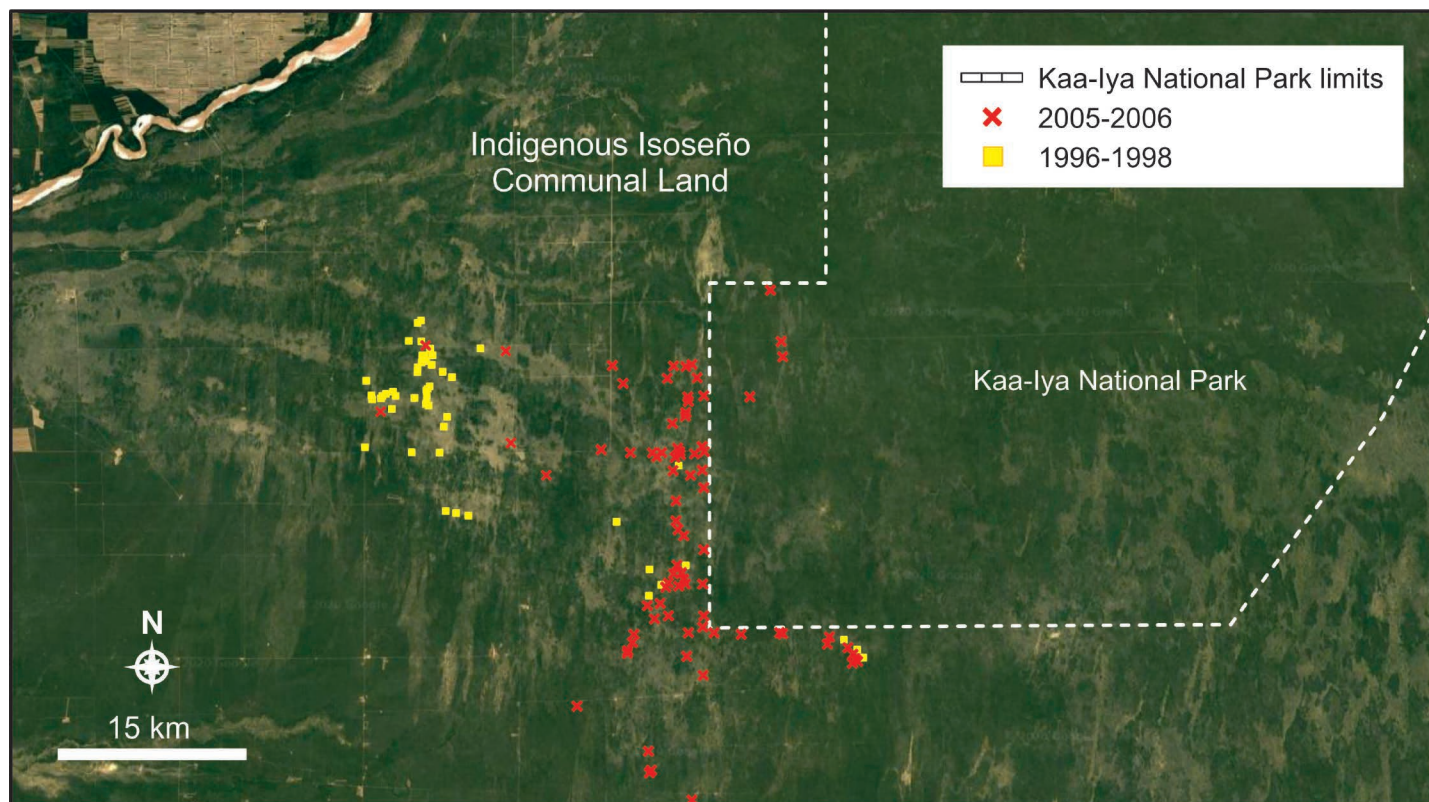 Kaa-Iya National Park limits
2005-2006
1996-1998
Indigenous Isoseño
Communal Land
Kaa-Iya National Park
N
15 km